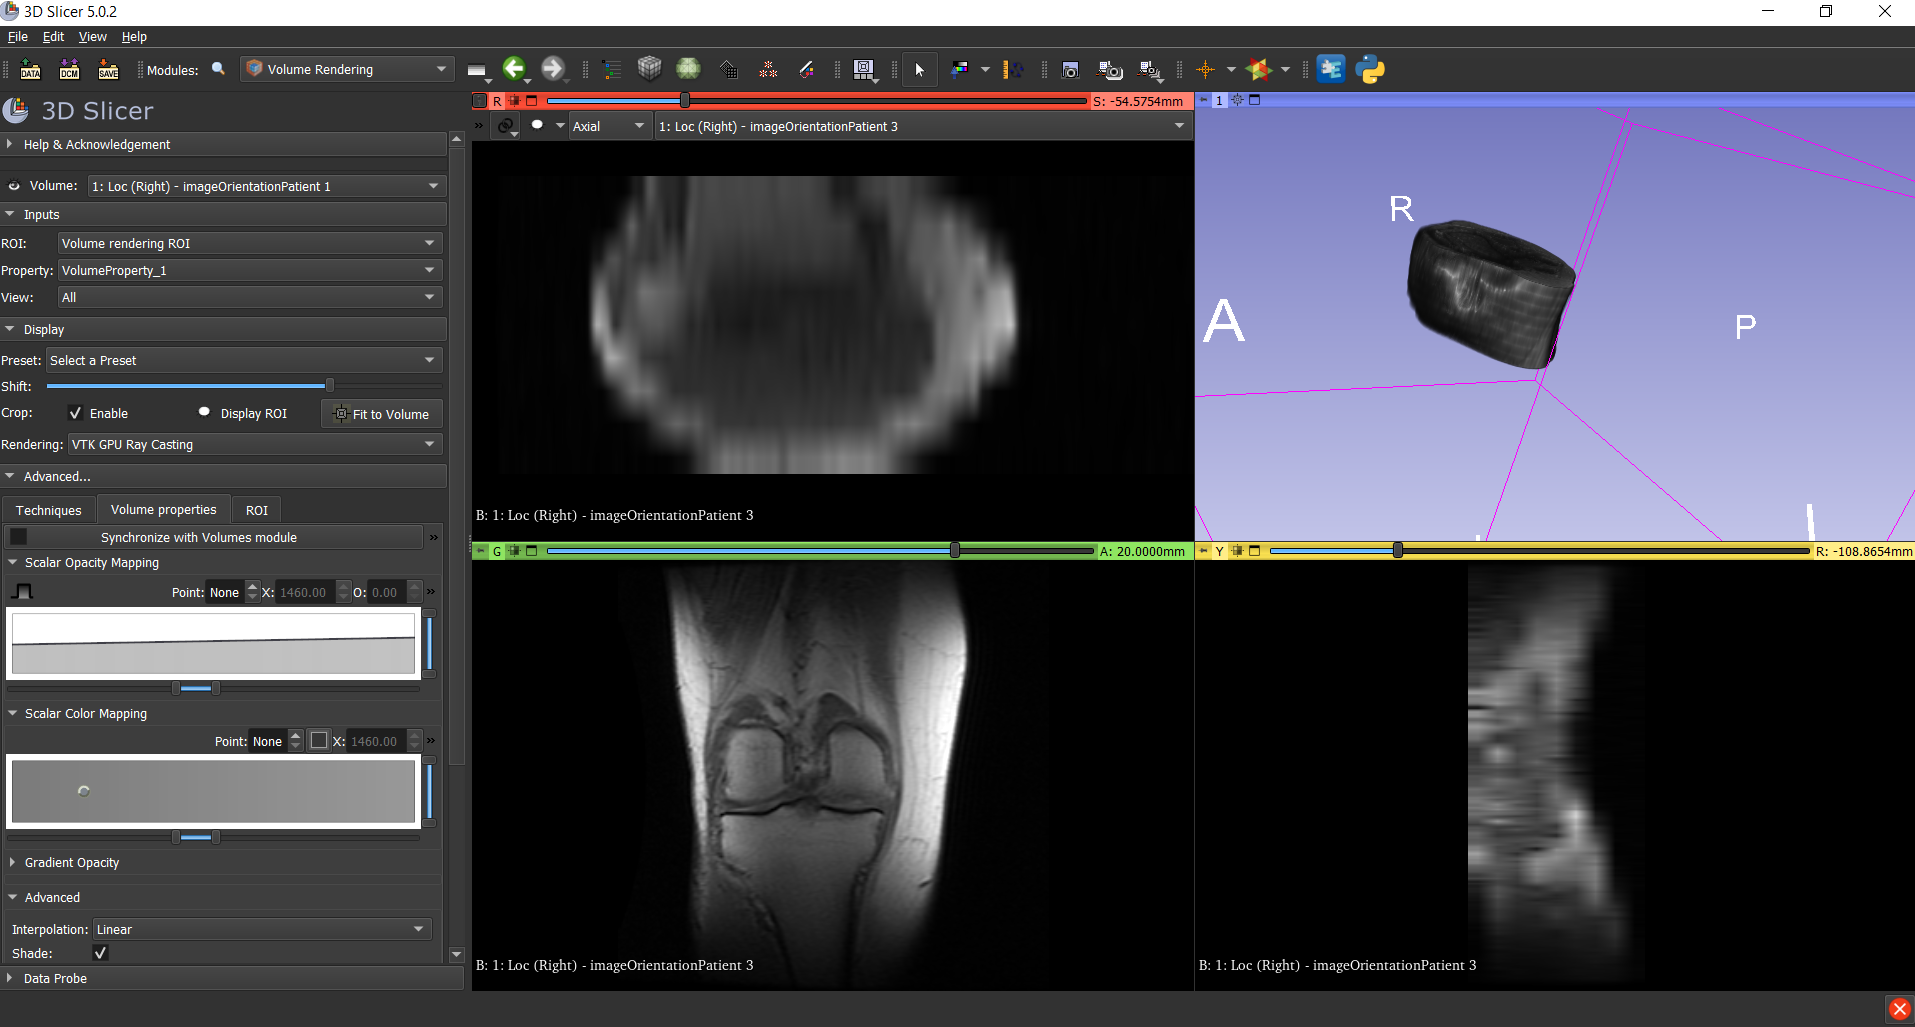 3D Slicer 5.0.2
File Edit View Help
DATA DCM SAVE Modules: Volume Rendering
3D Slicer
Help & Acknowledgement
Volume: 1: Loc (Right) - imageOrientationPatient 1
Inputs
ROI: Volume rendering ROI
Property: VolumeProperty_1
View: All
Display
Preset: Select a Preset
Shift:
Crop: Enable Display ROI Fit to Volume
Rendering: VTK GPU Ray Casting
Advanced...
Techniques Volume properties ROI
Synchronize with Volumes module »
Scalar Opacity Mapping
Point: None X: 1460.00 O: 0.00 »
Scalar Color Mapping
Point: None X: 1460.00 »
Gradient Opacity
Advanced
Interpolation: Linear
Shade:
Data Probe
R S: -54.5754mm
» Axial 1: Loc (Right) - imageOrientationPatient 3
B: 1: Loc (Right) - imageOrientationPatient 3
1
R
A
P
G A: 20.0000mm
B: 1: Loc (Right) - imageOrientationPatient 3
Y R: -108.8654mm
B: 1: Loc (Right) - imageOrientationPatient 3